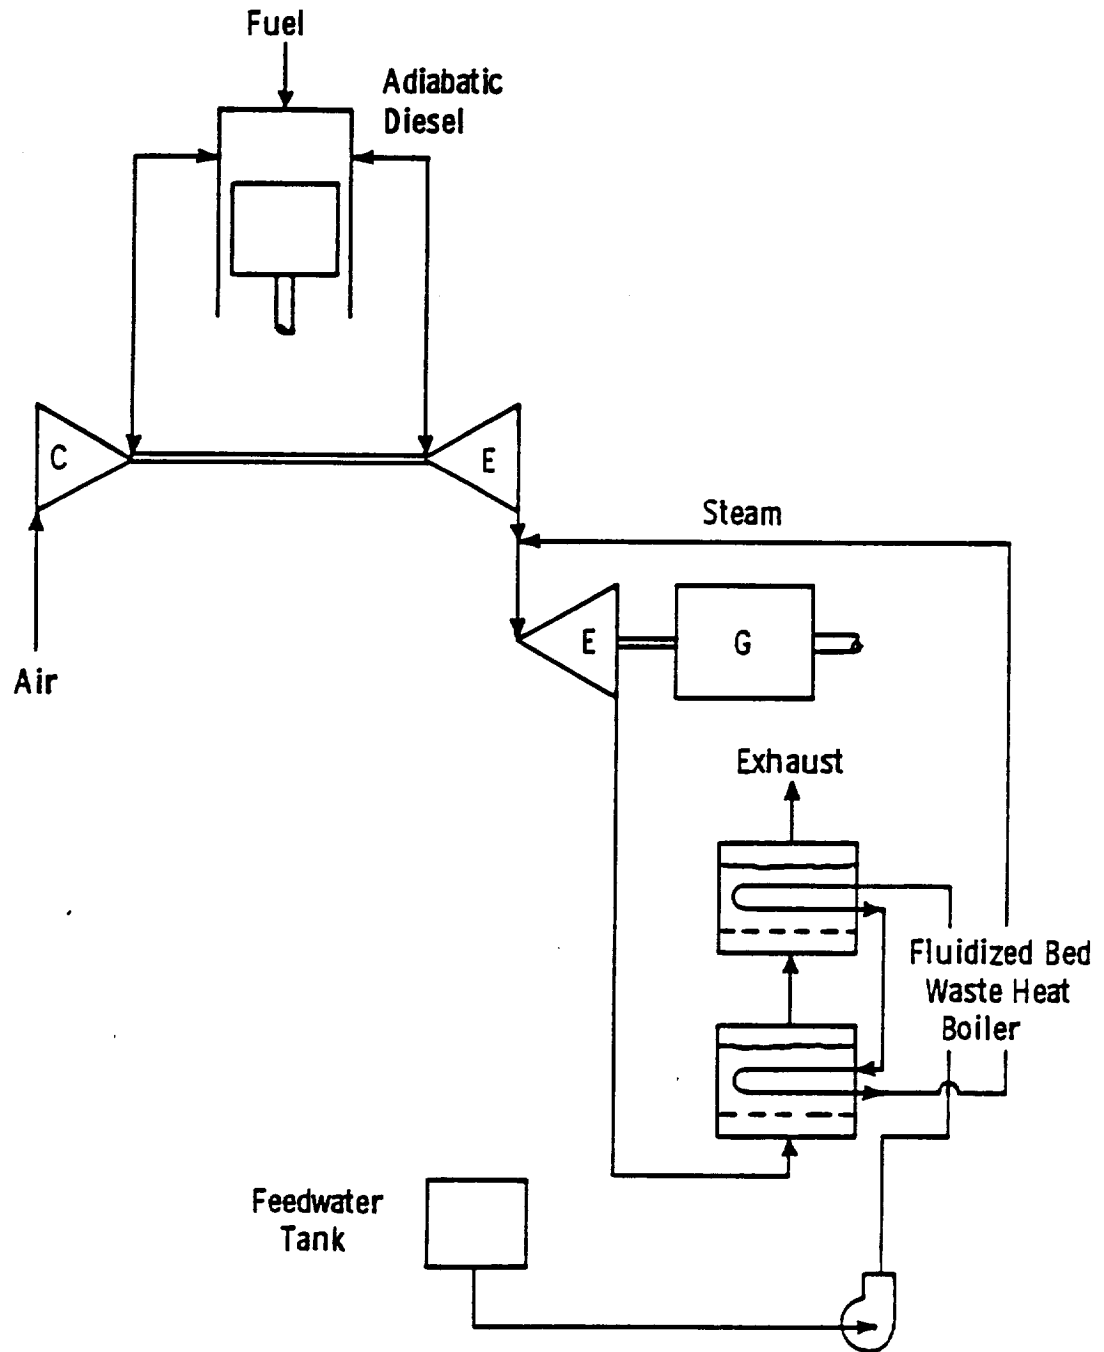 Fuel
Adiabatic
Diesel
C
E
Steam
E
G
Air
Exhaust
Fluidized Bed
Waste Heat
Boiler
Feedwater
Tank